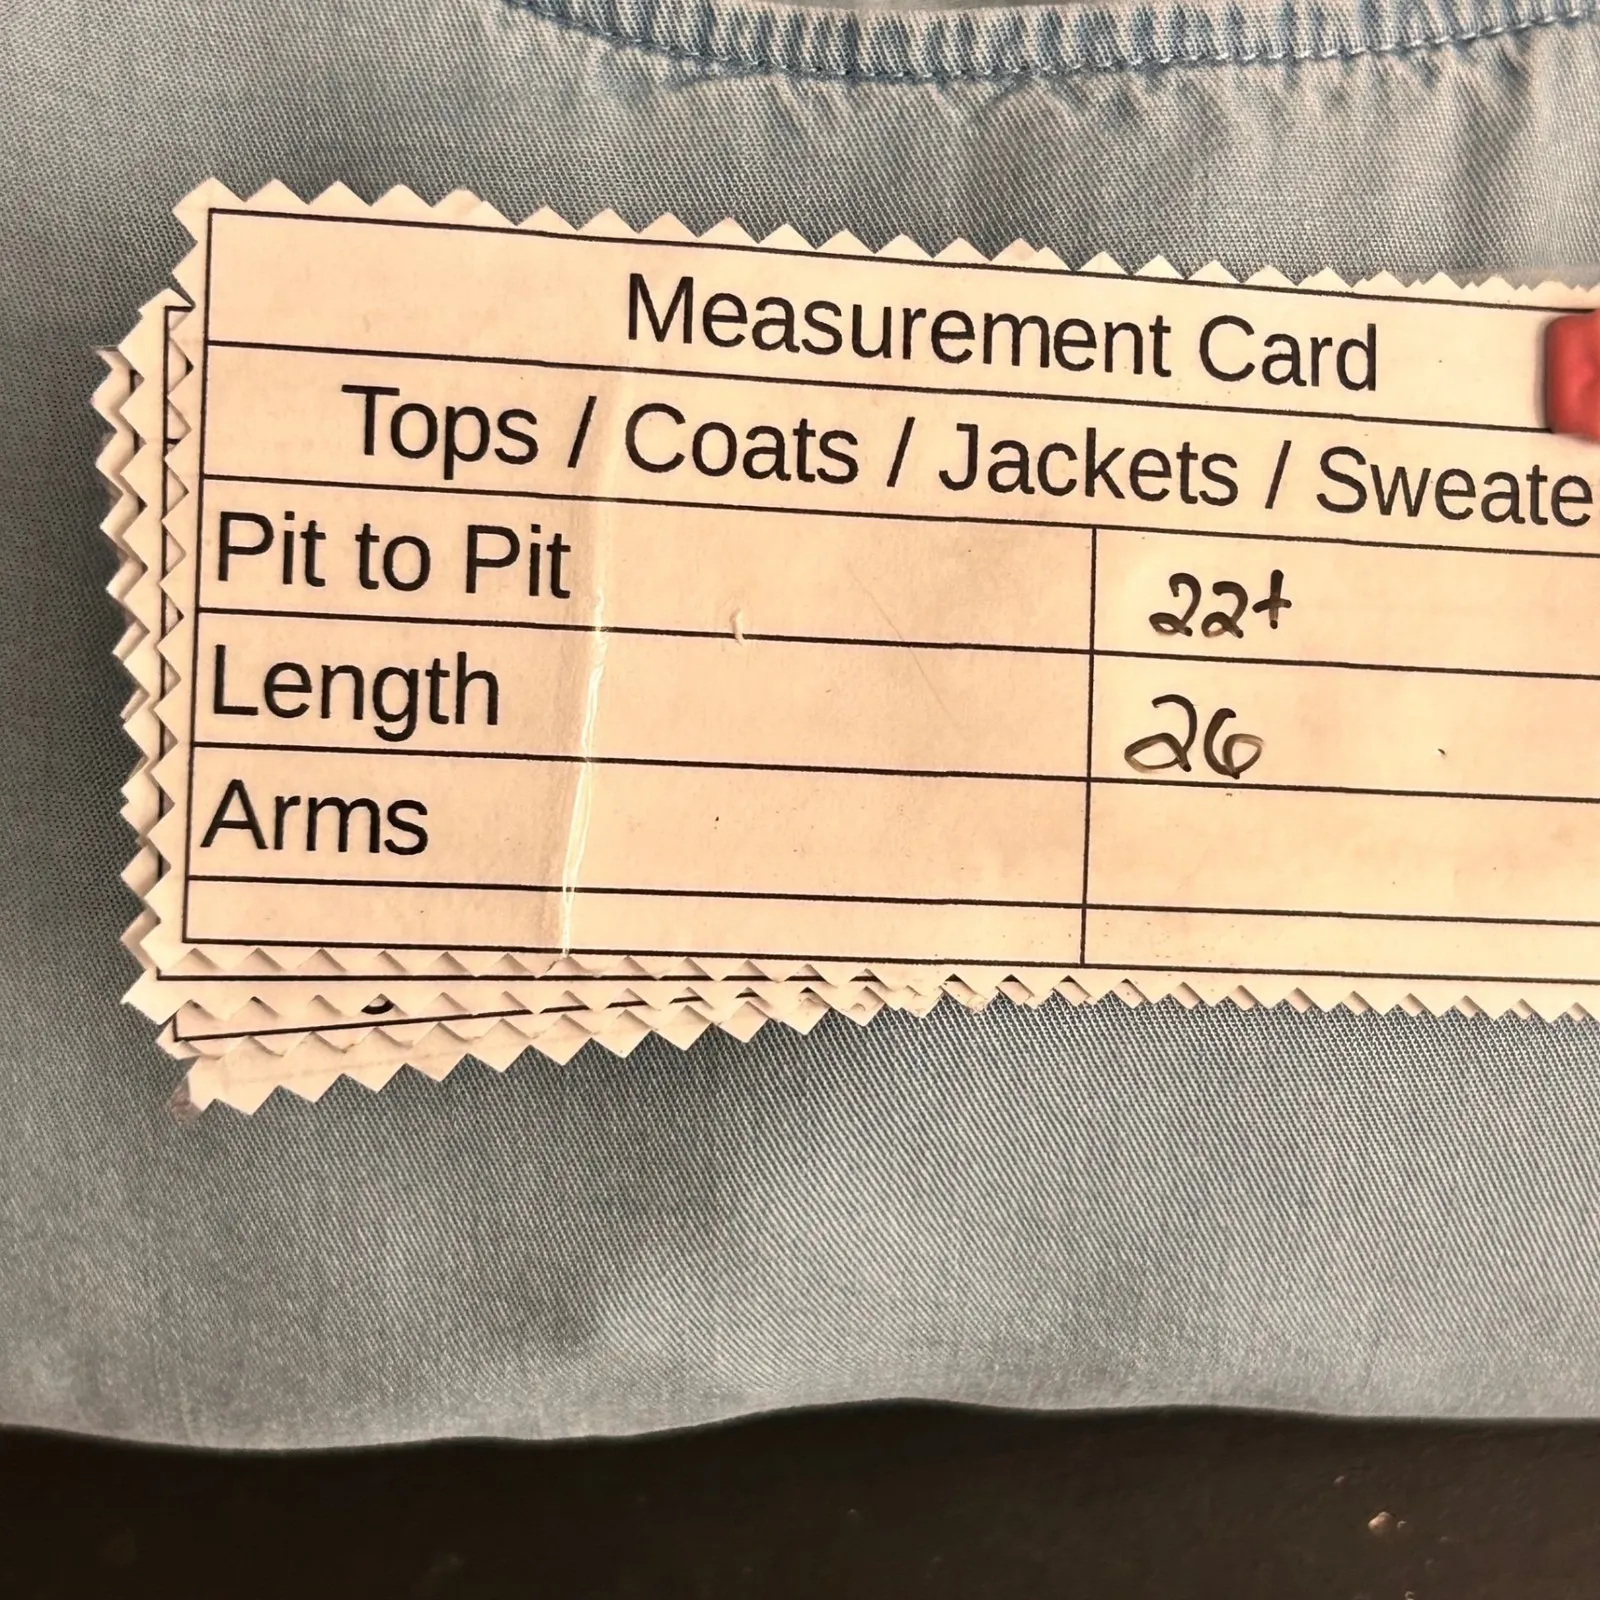 Measurement Card
Tops / Coats / Jackets / Sweate
Pit to Pit 22+
Length 26
Arms